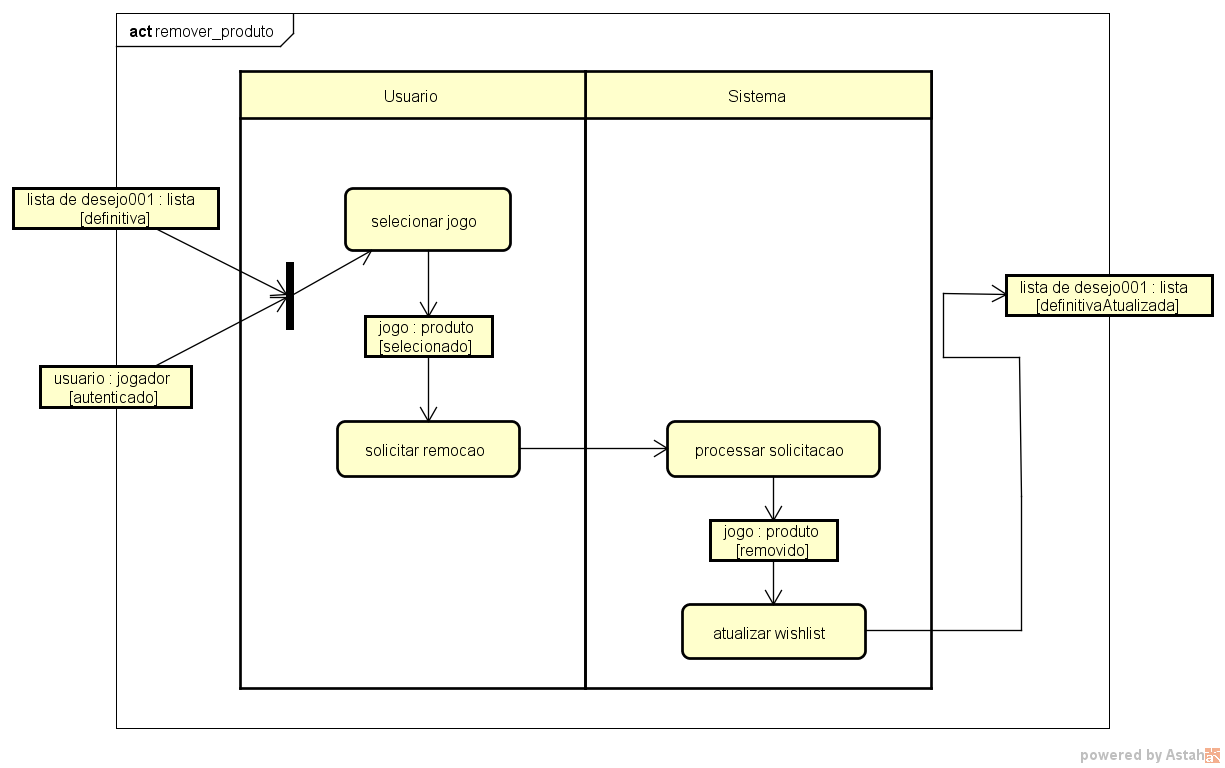 act remover_produto
Usuario
Sistema
lista de desejo001 : lista
[definitiva]
selecionar jogo
lista de desejo001 : lista
[definitivaAtualizada]
jogo : produto
[selecionado]
usuario : jogador
[autenticado]
solicitar remocao
processar solicitacao
jogo : produto
[removido]
atualizar wishlist
powered by Astah